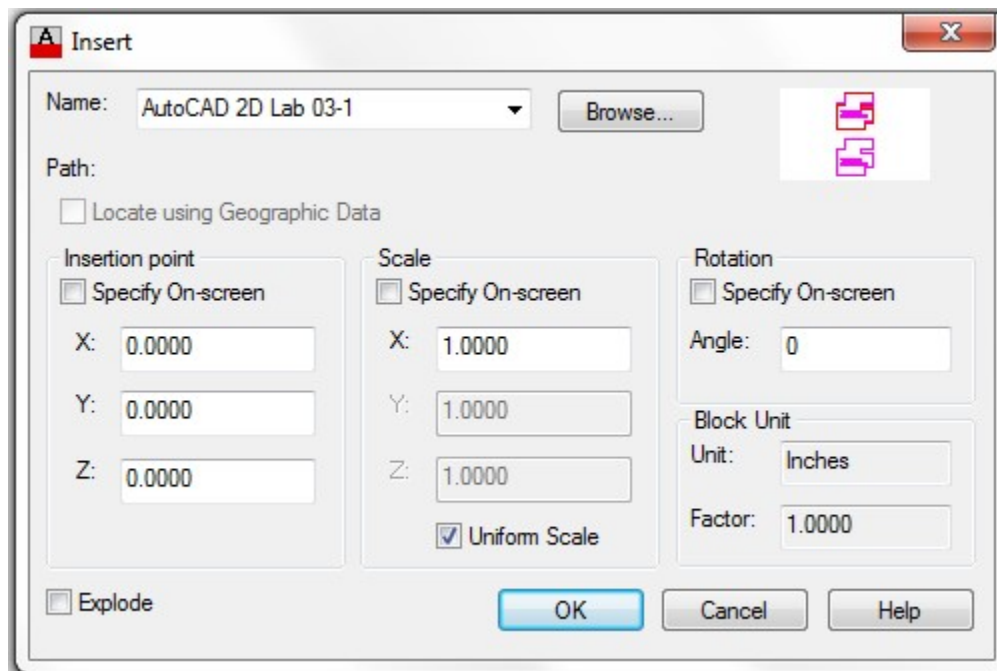 A Insert X
Name: AutoCAD 2D Lab 03-1 Browse...
Path:
Locate using Geographic Data
Insertion point
Specify On-screen
X: 0.0000
Y: 0.0000
Z: 0.0000
Scale
Specify On-screen
X: 1.0000
Y: 1.0000
Z: 1.0000
Uniform Scale
Rotation
Specify On-screen
Angle: 0
Block Unit
Unit: Inches
Factor: 1.0000
Explode
OK Cancel Help